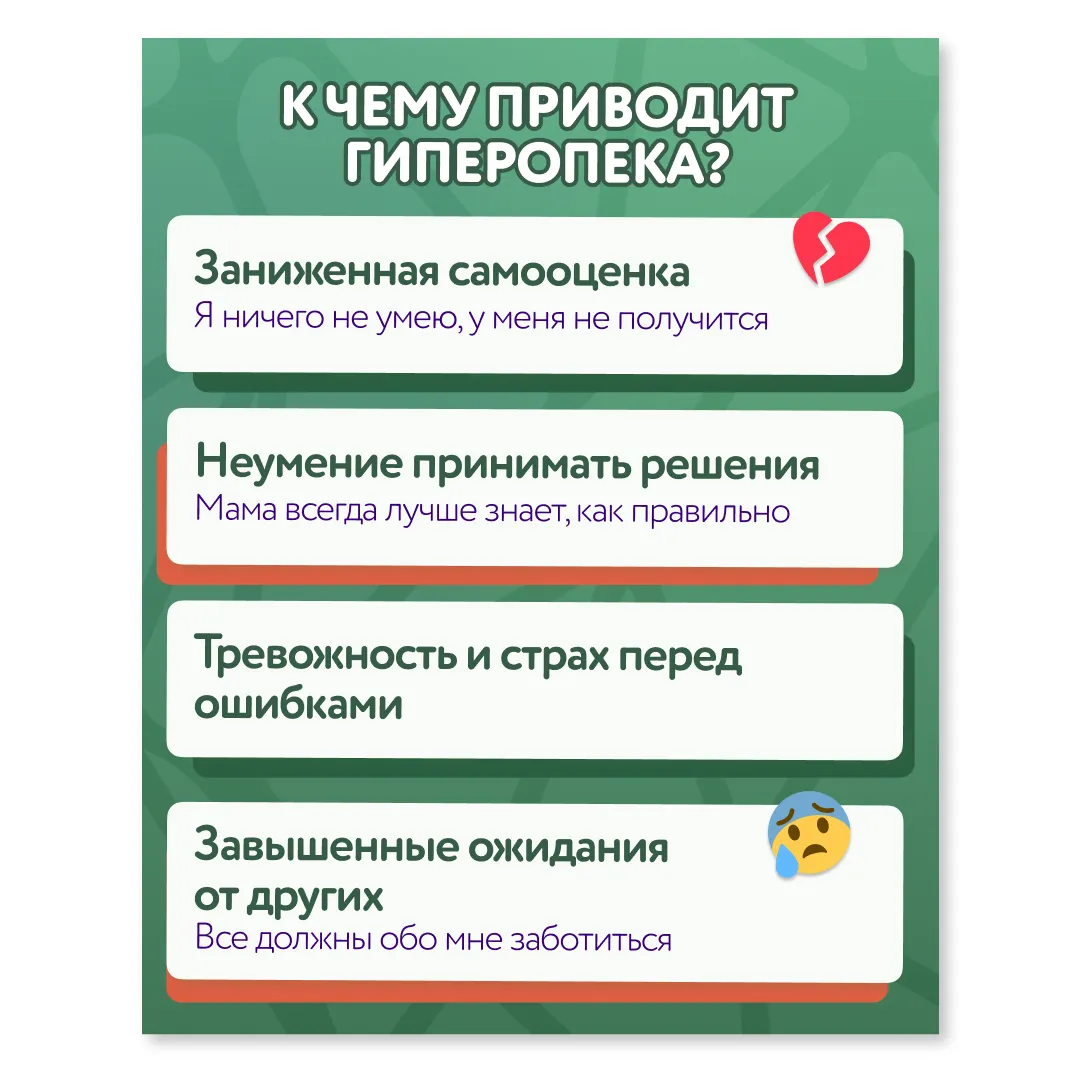 К ЧЕМУ ПРИВОДИТ
ГИПЕРОПЕКА?
Заниженная самооценка
Я ничего не умею, у меня не получится
Неумение принимать решения
Мама всегда лучше знает, как правильно
Тревожность и страх перед
ошибками
Завышенные ожидания
от других
Все должны обо мне заботиться